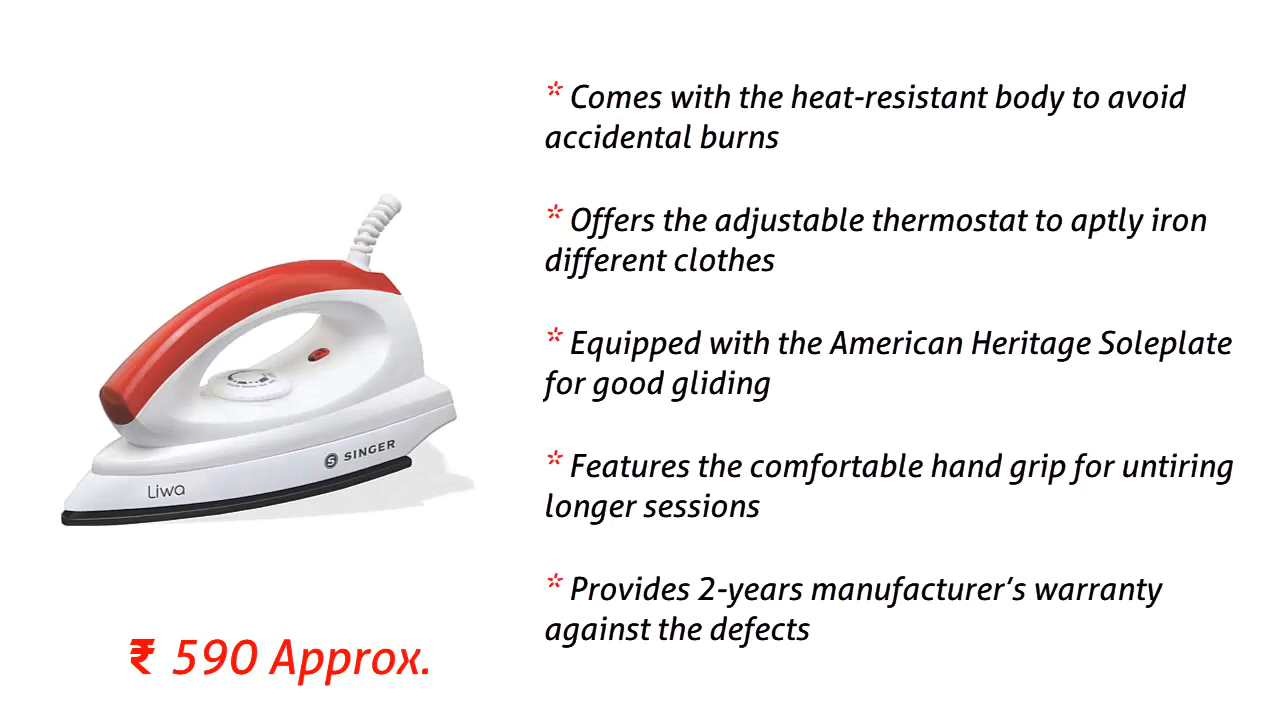 * Comes with the heat-resistant body to avoid
accidental burns
* Offers the adjustable thermostat to aptly iron
different clothes
* Equipped with the American Heritage Soleplate
for good gliding
* Features the comfortable hand grip for untiring
longer sessions
* Provides 2-years manufacturer’s warranty
against the defects
S SINGER
Liwa
₹ 590 Approx.